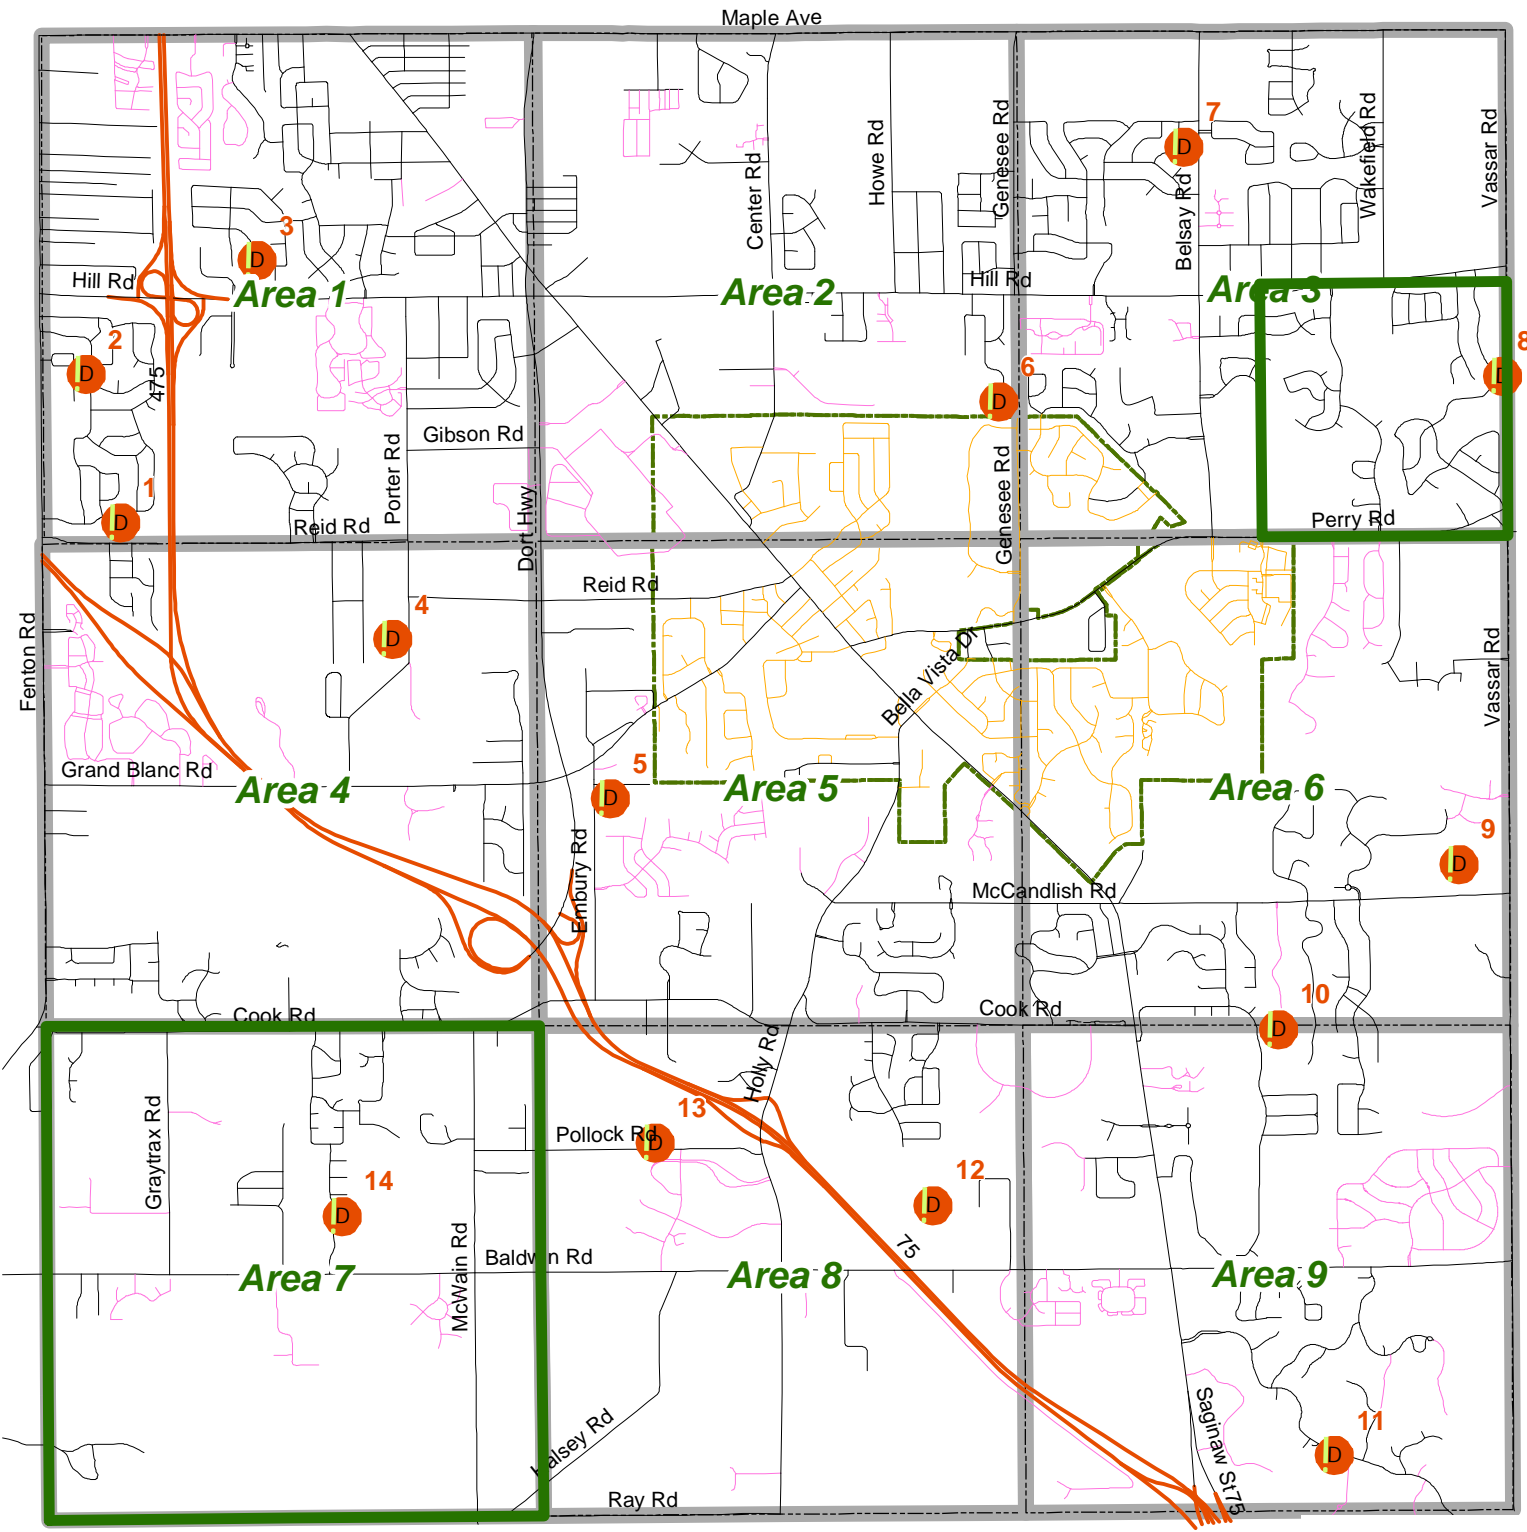 Maple Ave
7
Howe Rd
Genesee Rd
Wakefield Rd
Vassar Rd
D
Center Rd
Belsay Rd
3
D
Hill Rd
Area 1
Area 2
Hill Rd
Area 3
2
D
475
6
D
8
D
Gibson Rd
Porter Rd
1
D
Reid Rd
Dort Hwy
Genesee Rd
Perry Rd
Reid Rd
4
D
Fenton Rd
Bella Vista Dr
Vassar Rd
Grand Blanc Rd
Area 4
5
D
Area 5
Area 6
9
D
Embury Rd
McCandlish Rd
Cook Rd
Cook Rd
10
D
Holly Rd
13
Pollock Rd
D
Graytrax Rd
14
D
12
D
McWain Rd
Baldwin Rd
75
Area 7
Area 8
Area 9
Halsey Rd
Saginaw St
75
11
D
Ray Rd